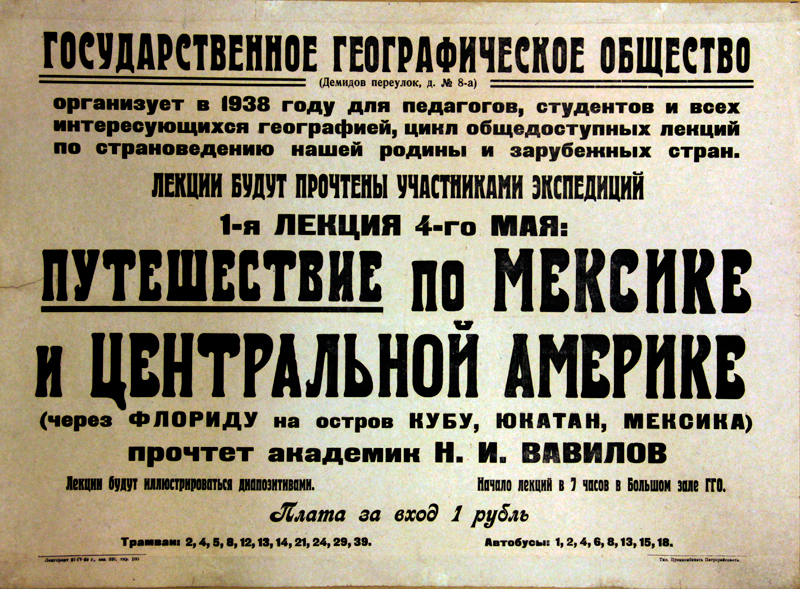 ГОСУДАРСТВЕННОЕ ГЕОГРАФИЧЕСКОЕ ОБЩЕСТВО
(Демидов переулок, д. № 8-а)
организует в 1938 году для педагогов, студентов и всех
интересующихся географией, цикл общедоступных лекций
по страноведению нашей родины и зарубежных стран.
ЛЕКЦИИ БУДУТ ПРОЧТЕНЫ УЧАСТНИКАМИ ЭКСПЕДИЦИЙ
1-я ЛЕКЦИЯ 4-го МАЯ:
ПУТЕШЕСТВИЕ по МЕКСИКЕ
и ЦЕНТРАЛЬНОЙ АМЕРИКЕ
(через ФЛОРИДУ на остров КУБУ, ЮКАТАН, МЕКСИКА)
прочтет академик Н. И. ВАВИЛОВ
Лекции будут иллюстрироваться диапозитивами.
Начало лекций в 7 часов в Большом зале ГГО.
Плата за вход 1 рубль
Трамваи: 2, 4, 5, 8, 12, 13, 14, 21, 24, 29, 39.
Автобусы: 1, 2, 4, 6, 8, 13, 15, 18.